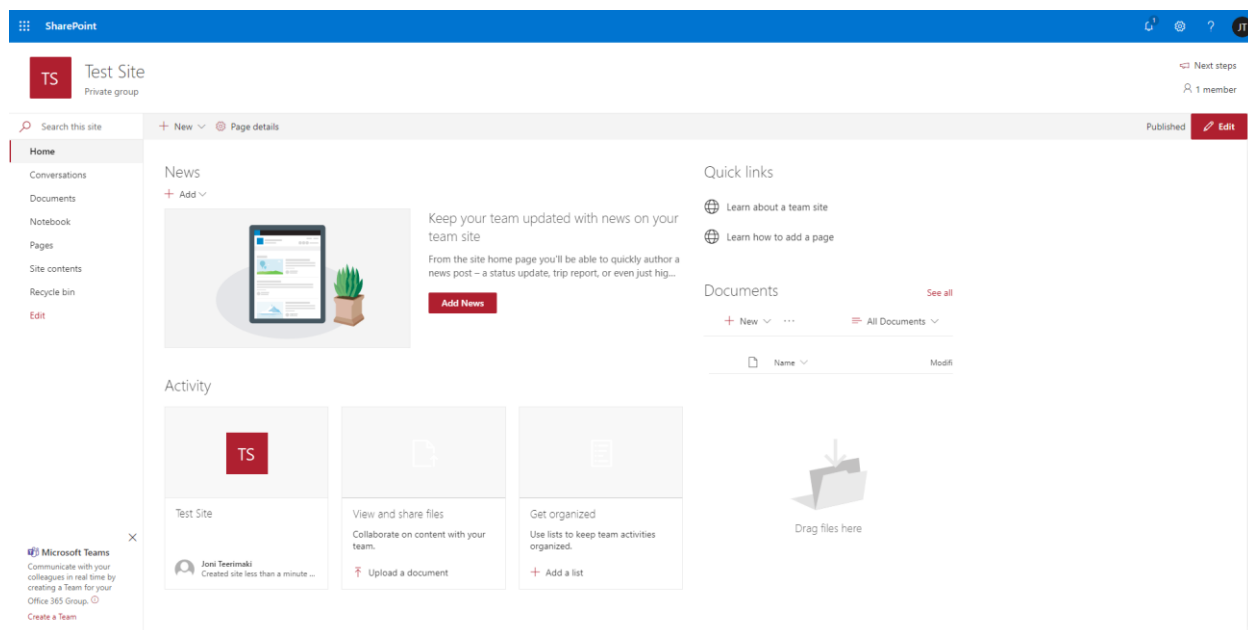 SharePoint
1
JT
TS
Test Site
Private group
Next steps
1 member
Search this site
New
Page details
Published
Edit
Home
Conversations
Documents
Notebook
Pages
Site contents
Recycle bin
Edit
News
Add
Keep your team updated with news on your
team site
From the site home page you'll be able to quickly author a
news post – a status update, trip report, or even just hig...
Add News
Activity
TS
Test Site
Joni Teerimaki
Created site less than a minute ...
View and share files
Collaborate on content with your
team.
Upload a document
Get organized
Use lists to keep team activities
organized.
Add a list
Quick links
Learn about a team site
Learn how to add a page
Documents
See all
New
All Documents
Name
Modifi
Drag files here
Microsoft Teams
Communicate with your
colleagues in real time by
creating a Team for your
Office 365 Group.
Create a Team